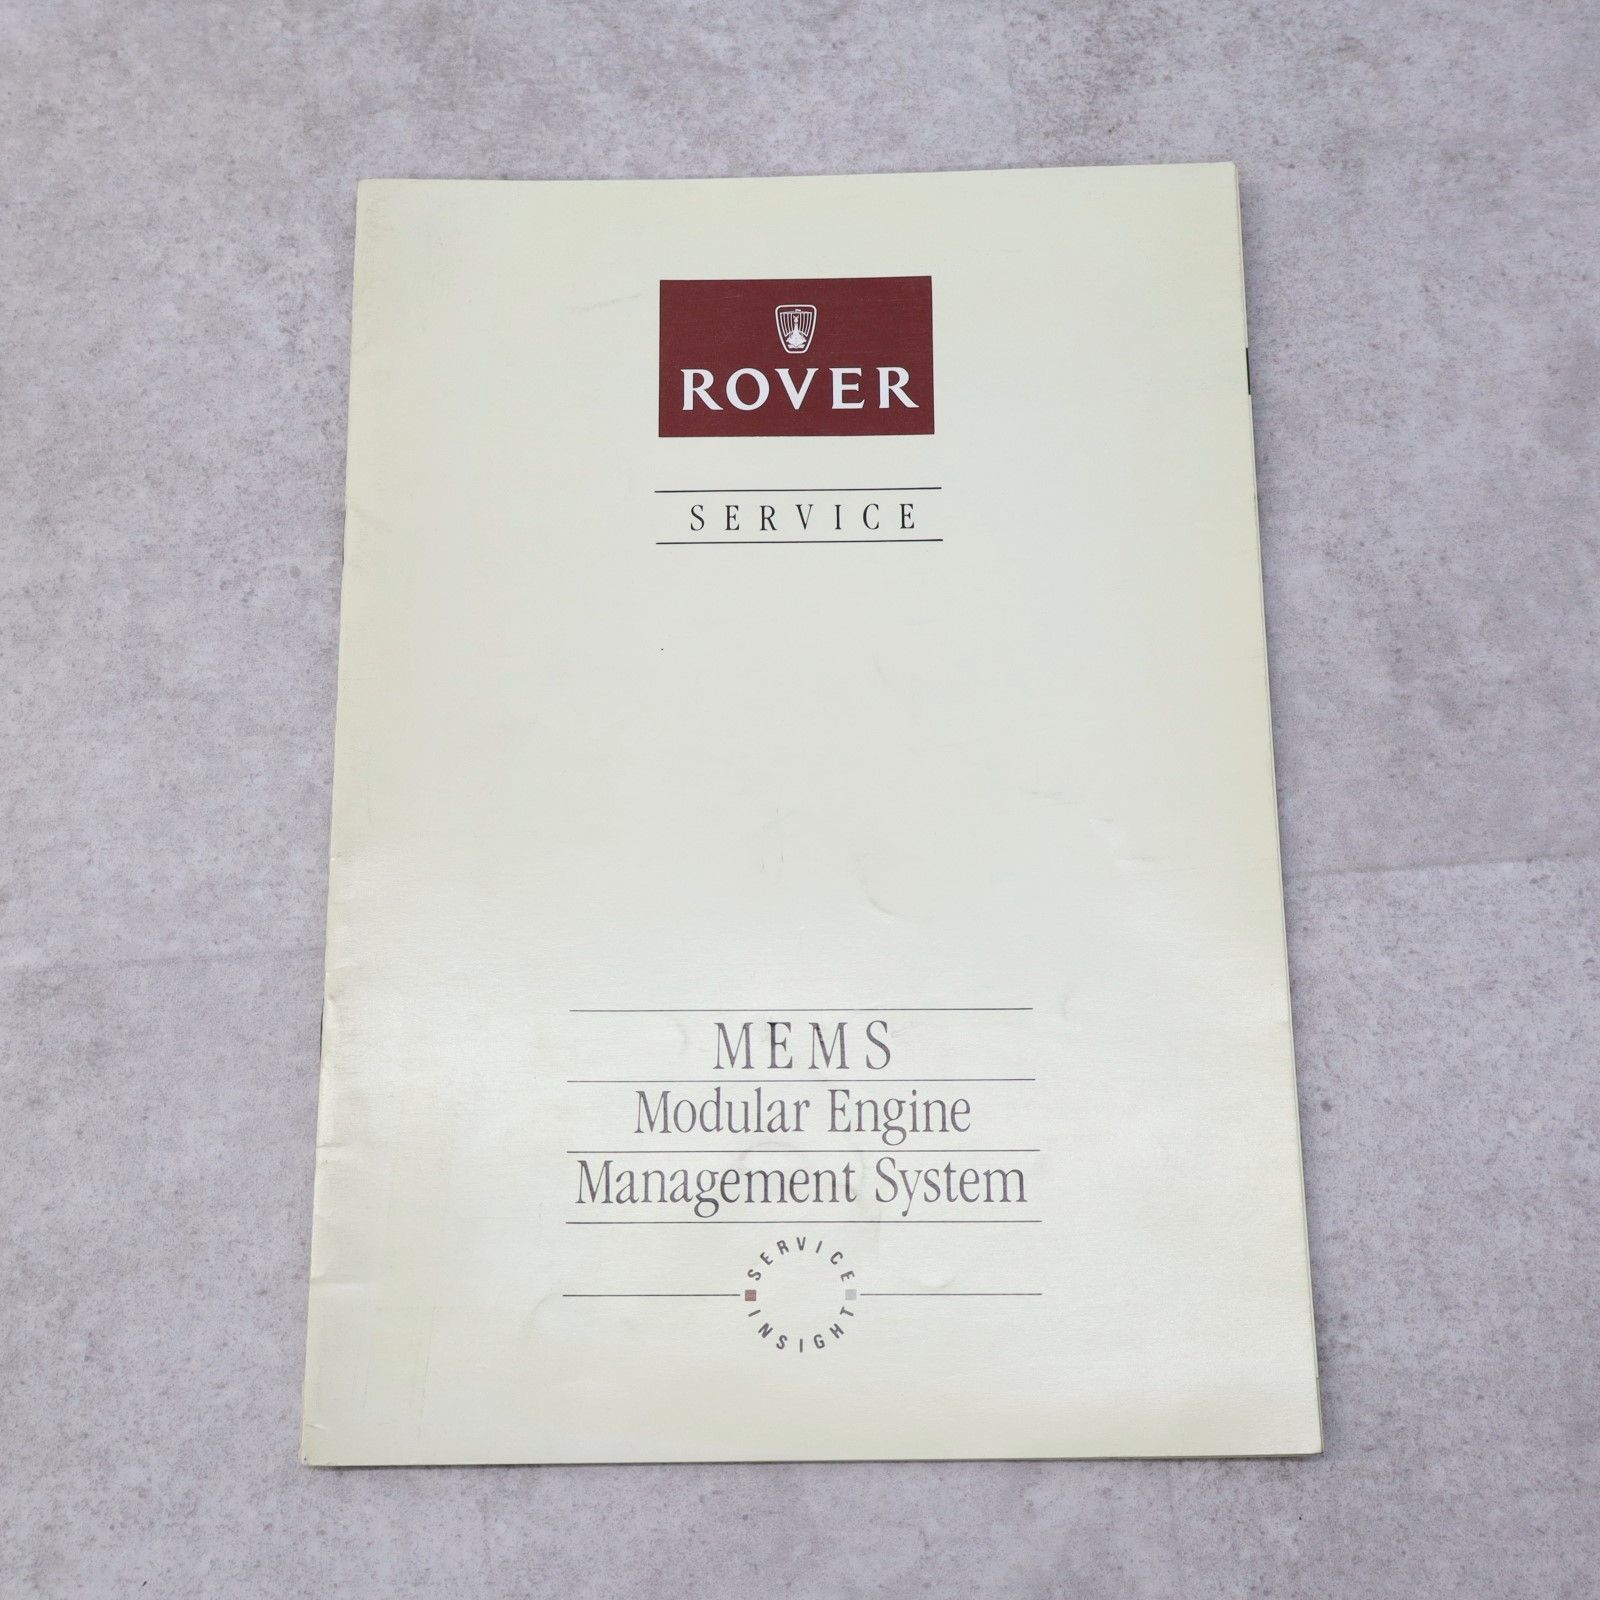 ROVER
SERVICE
MEMS
Modular Engine
Management System
SERVICE
INSIGHT